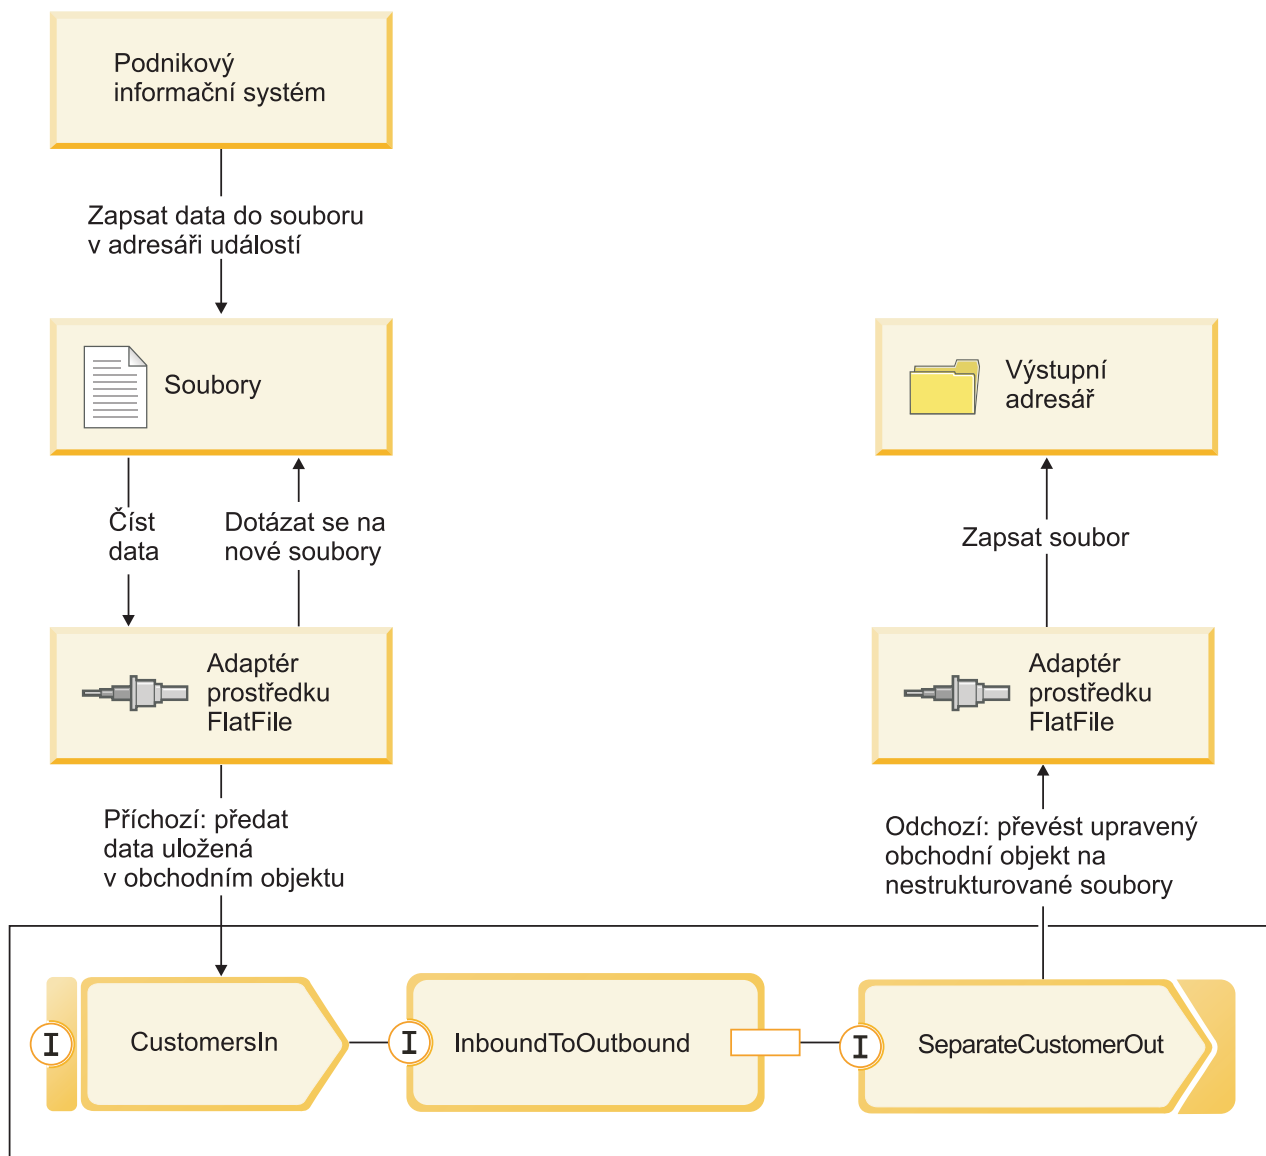 Podnikový
informační systém
Zapsat data do souboru
v adresáři událostí
Soubory
Výstupní
adresář
Číst
data
Dotázat se na
nové soubory
Zapsat soubor
Adaptér
prostředku
FlatFile
Adaptér
prostředku
FlatFile
Příchozí: předat
data uložená
v obchodním objektu
Odchozí: převést upravený
obchodní objekt na
nestrukturované soubory
I
CustomersIn
I
InboundToOutbound
I
SeparateCustomerOut